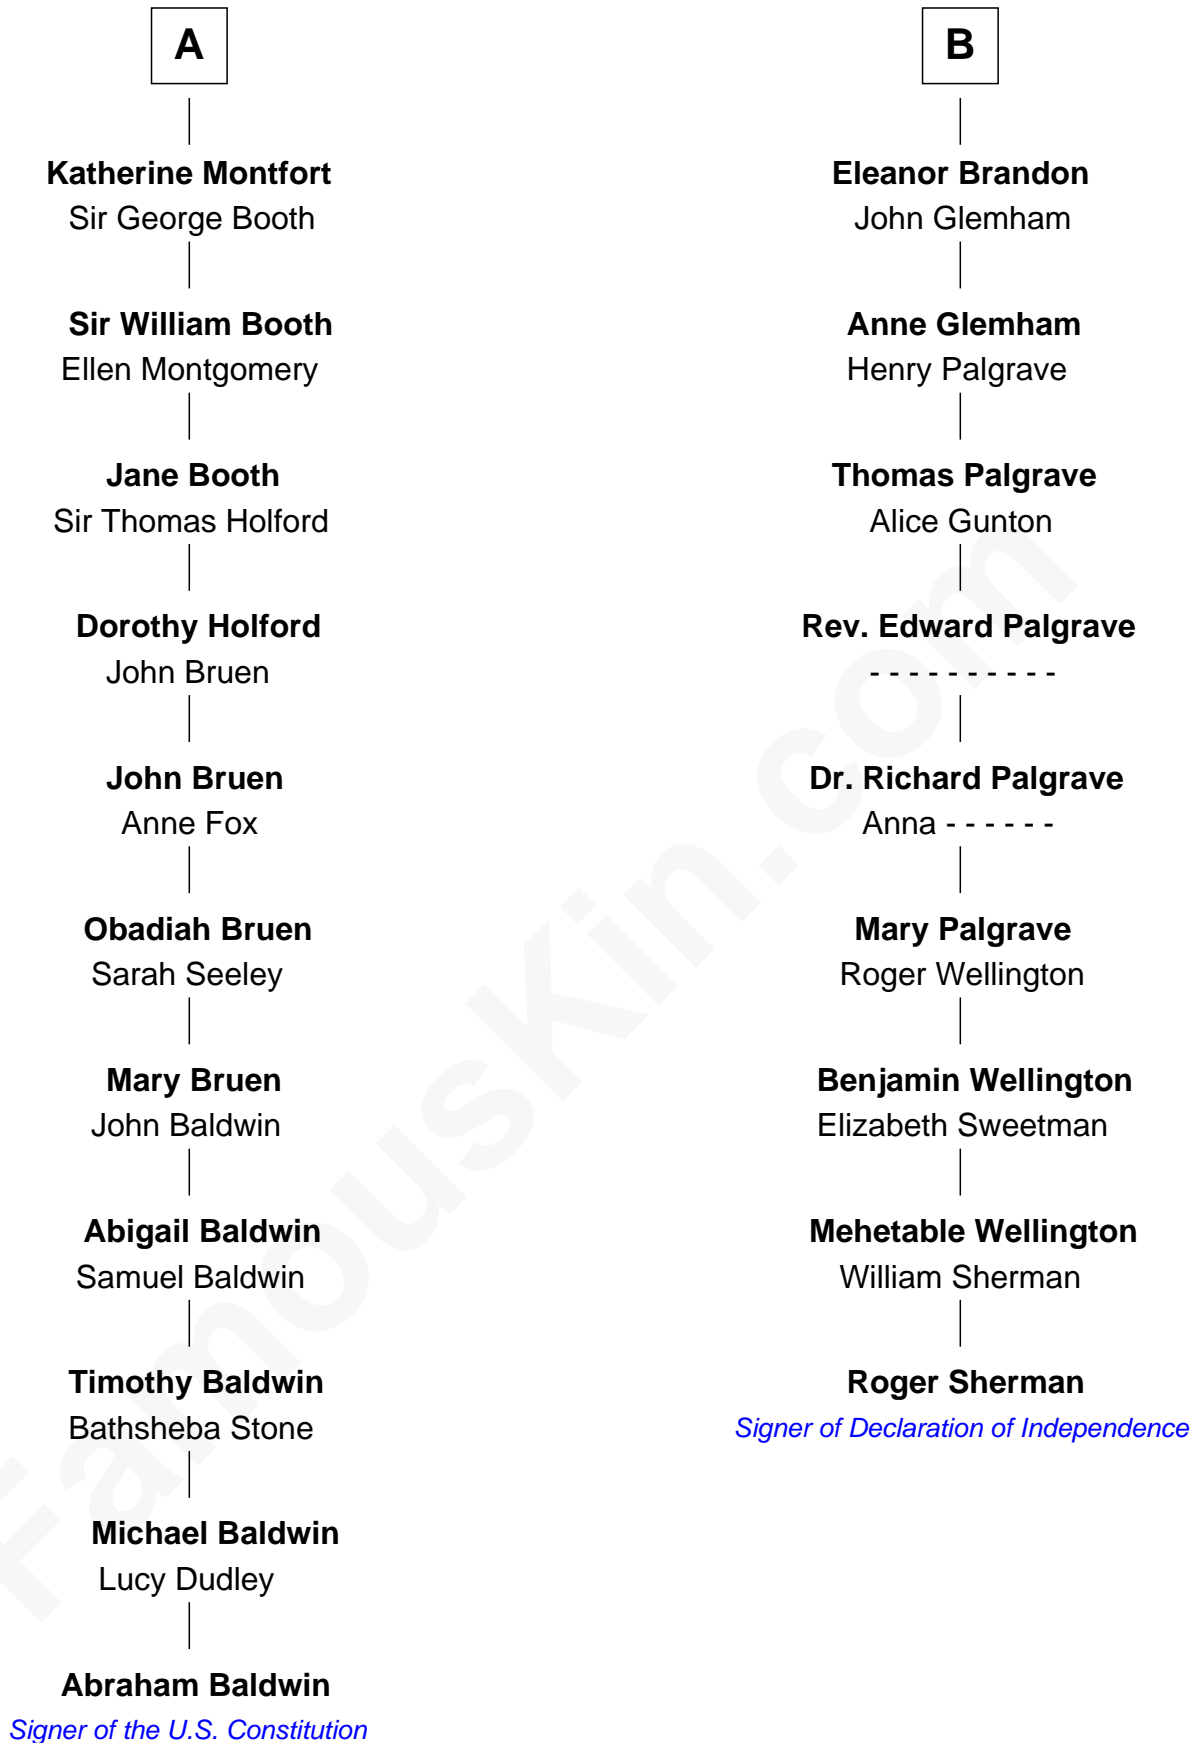 A
Katherine Montfort
Sir George Booth
Sir William Booth
Ellen Montgomery
Jane Booth
Sir Thomas Holford
Dorothy Holford
John Bruen
John Bruen
Anne Fox
Obadiah Bruen
Sarah Seeley
Mary Bruen
John Baldwin
Abigail Baldwin
Samuel Baldwin
Timothy Baldwin
Bathsheba Stone
Michael Baldwin
Lucy Dudley
Abraham Baldwin
Signer of the U.S. Constitution
B
Eleanor Brandon
John Glemham
Anne Glemham
Henry Palgrave
Thomas Palgrave
Alice Gunton
Rev. Edward Palgrave
- - - - - - - - - -
Dr. Richard Palgrave
Anna - - - - - -
Mary Palgrave
Roger Wellington
Benjamin Wellington
Elizabeth Sweetman
Mehetable Wellington
William Sherman
Roger Sherman
Signer of Declaration of Independence
FamousKin.com